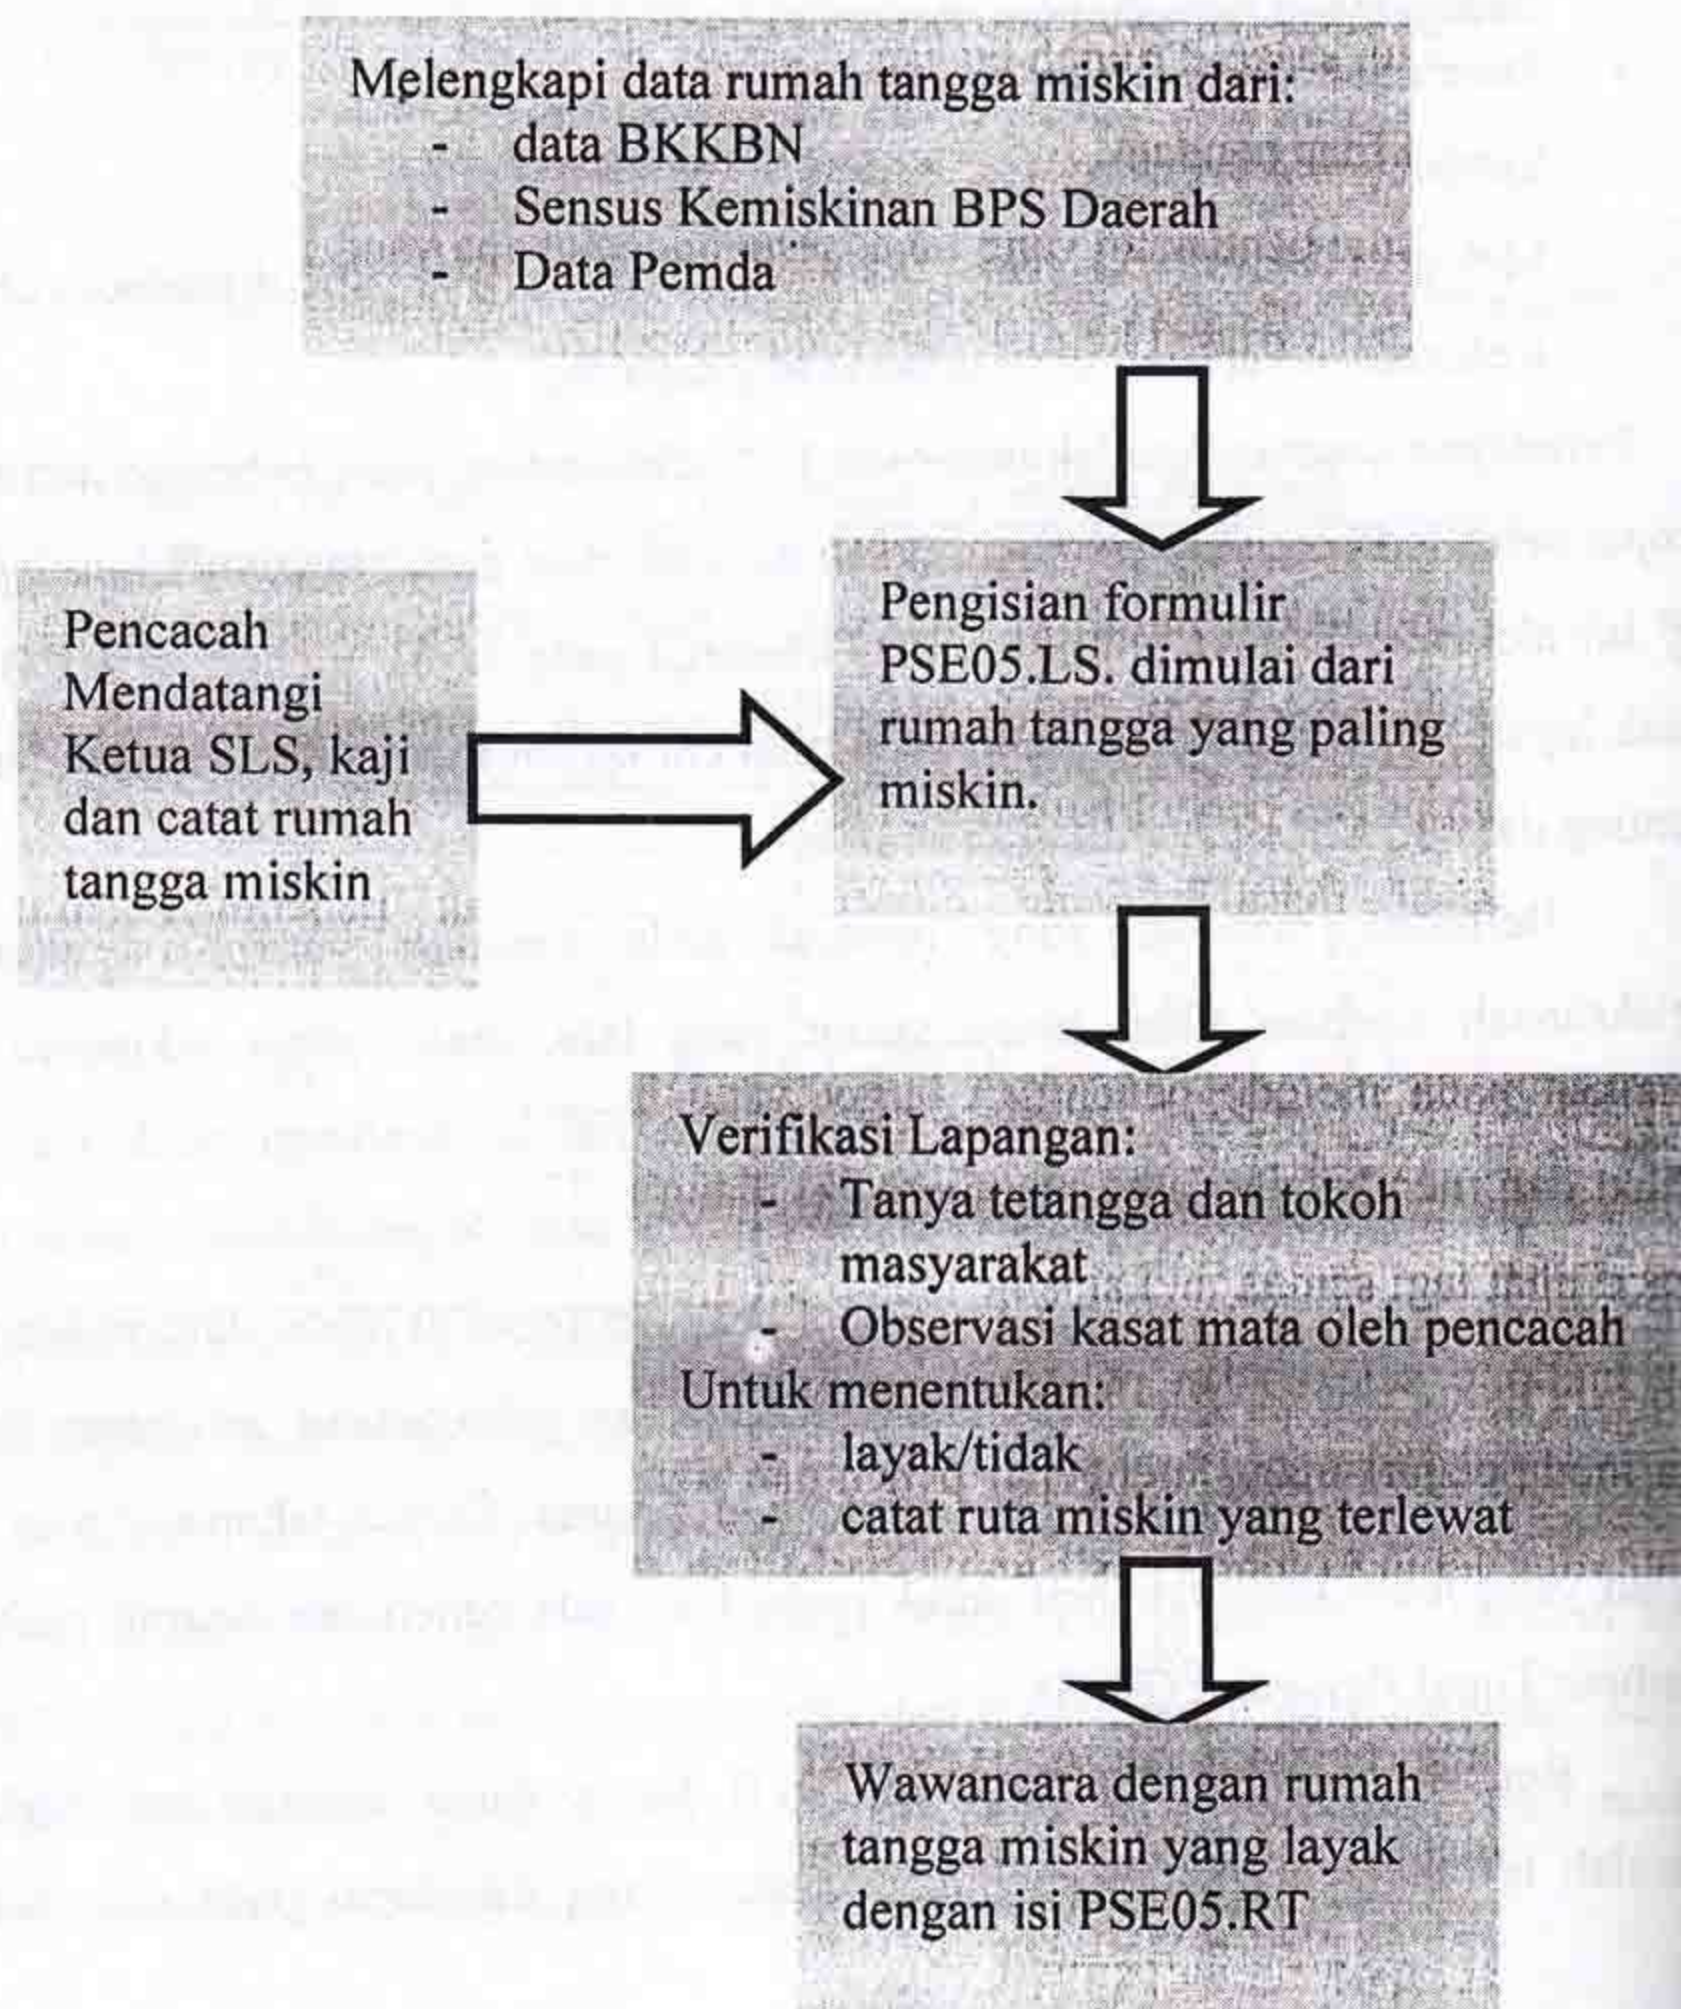 Melengkapi data rumah tangga miskin dari:
- data BKKBN
- Sensus Kemiskinan BPS Daerah
- Data Pemda
Pencacah
Mendatangi
Ketua SLS, kaji
dan catat rumah
tangga miskin
Pengisian formulir
PSE05.LS. dimulai dari
rumah tangga yang paling
miskin.
Verifikasi Lapangan:
- Tanya tetangga dan tokoh
masyarakat
- Observasi kasat mata oleh pencacah
Untuk menentukan:
- layak/tidak
- catat ruta miskin yang terlewat
Wawancara dengan rumah
tangga miskin yang layak
dengan isi PSE05.RT